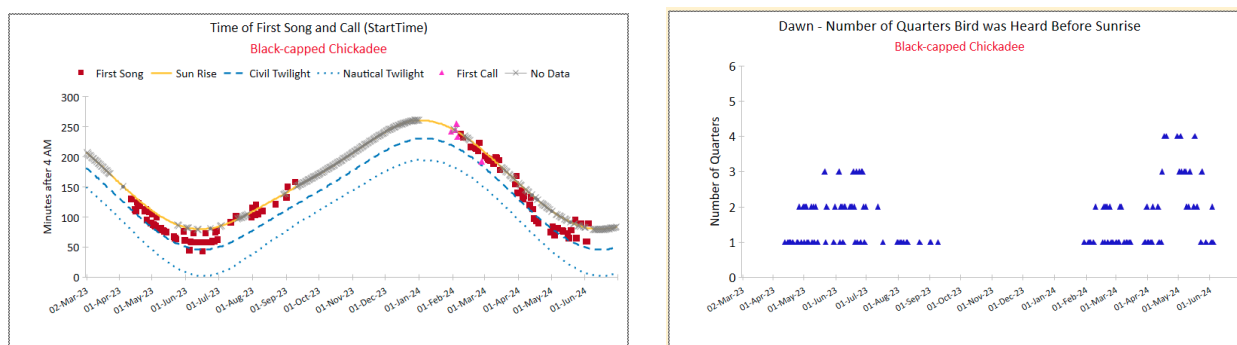 Time of First Song and Call (StartTime)
Black-capped Chickadee
First Song Sun Rise Civil Twilight Nautical Twilight First Call No Data
300
250
200
150
100
50
0
Minutes after 4 AM
02-Mar-23 01-Apr-23 01-May-23 01-Jun-23 01-Jul-23 01-Aug-23 01-Sep-23 01-Oct-23 01-Nov-23 01-Dec-23 01-Jan-24 01-Feb-24 01-Mar-24 01-Apr-24 01-May-24 01-Jun-24
Dawn - Number of Quarters Bird was Heard Before Sunrise
Black-capped Chickadee
6
5
4
3
2
1
0
Number of Quarters
02-Mar-23 01-Apr-23 01-May-23 01-Jun-23 01-Jul-23 01-Aug-23 01-Sep-23 01-Oct-23 01-Nov-23 01-Dec-23 01-Jan-24 01-Feb-24 01-Mar-24 01-Apr-24 01-May-24 01-Jun-24